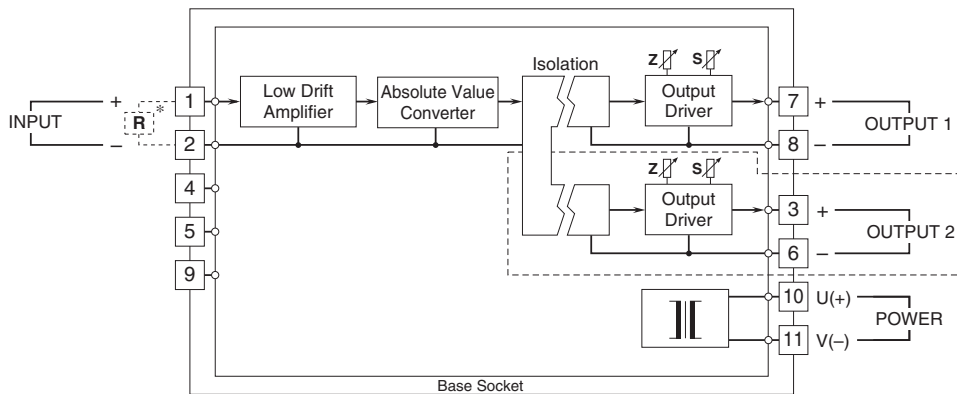 INPUT
+
–
R
*
1
2
4
5
9
Low Drift
Amplifier
Absolute Value
Converter
Isolation
Z
S
Output
Driver
7
+
8
–
OUTPUT 1
Z
S
Output
Driver
3
+
6
–
OUTPUT 2
10
U(+)
11
V(–)
POWER
Base Socket